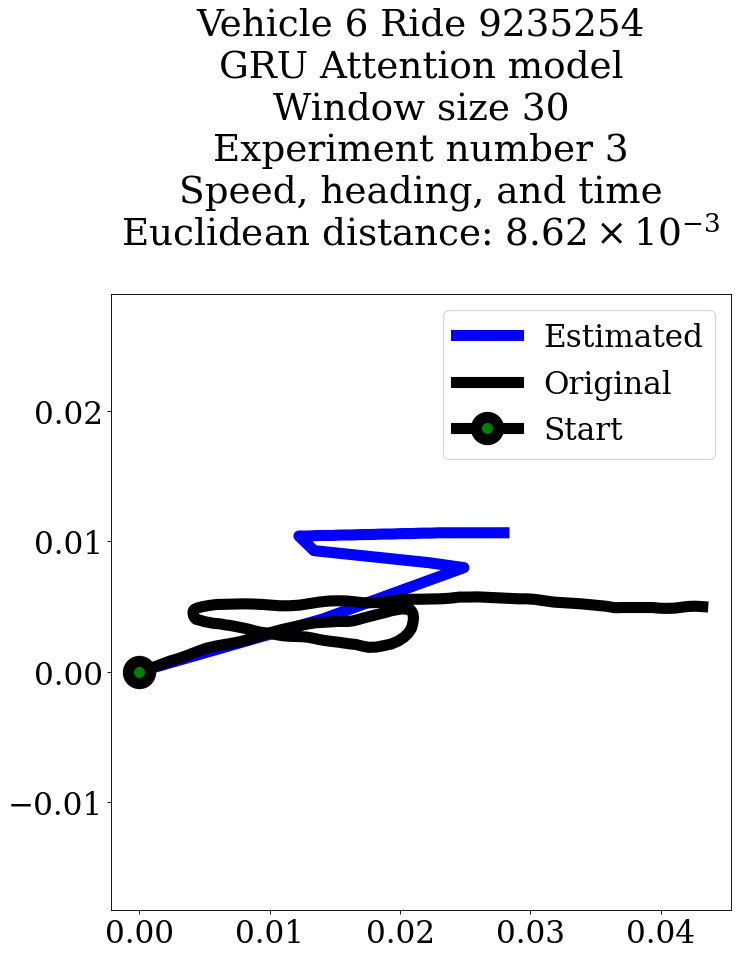 Vehicle 6 Ride 9235254
GRU Attention model
Window size 30
Experiment number 3
Speed, heading, and time
Euclidean distance: 8.62 × 10⁻³
Estimated
Original
Start
0.02
0.01
0.00
−0.01
0.00 0.01 0.02 0.03 0.04